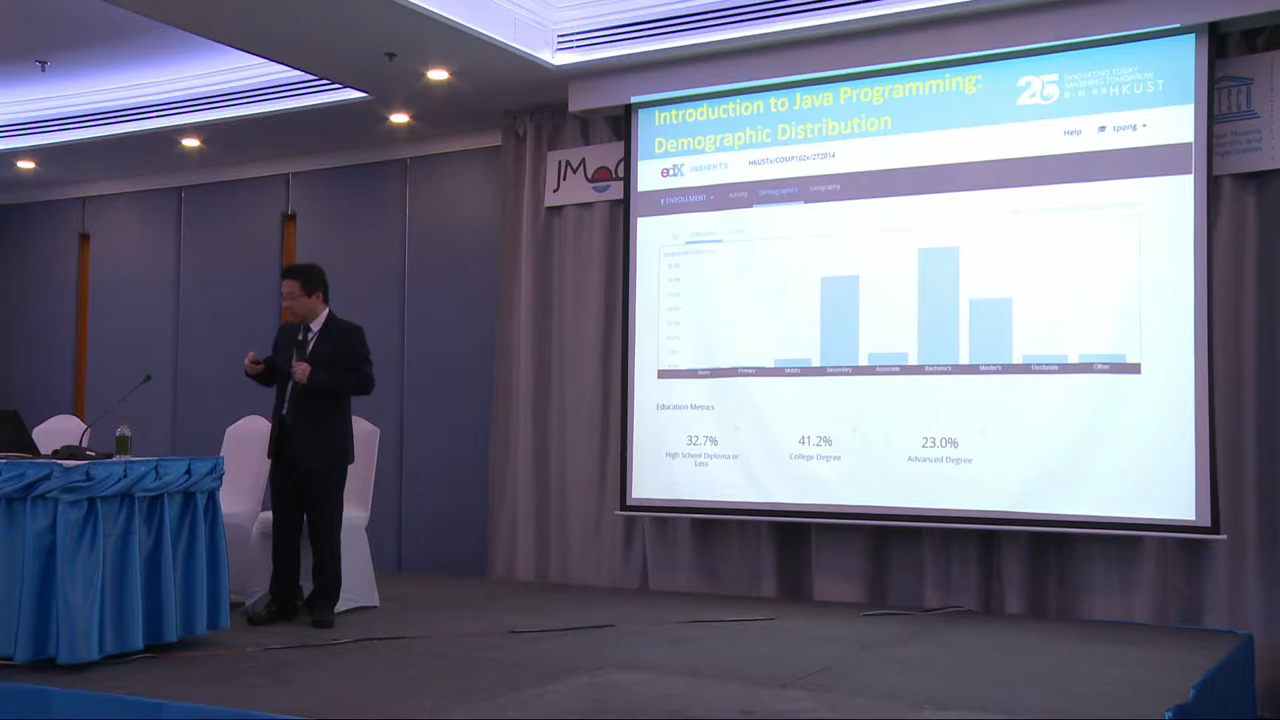 Introduction to Java Programming:
Demographic Distribution
25
INNOVATING TODAY
IMAGINING TOMORROW
HKUST
JMOOC
edX INSIGHTS
HKUSTx/COMP102x/2T2014
Help
tpong
ENROLLMENT
Activity
Demographics
Geography
Education
None
Primary
Middle
Secondary
Associate
Bachelor's
Master's
Doctorate
Other
Education Metrics
32.7%
High School Diploma or
Less
41.2%
College Degree
23.0%
Advanced Degree